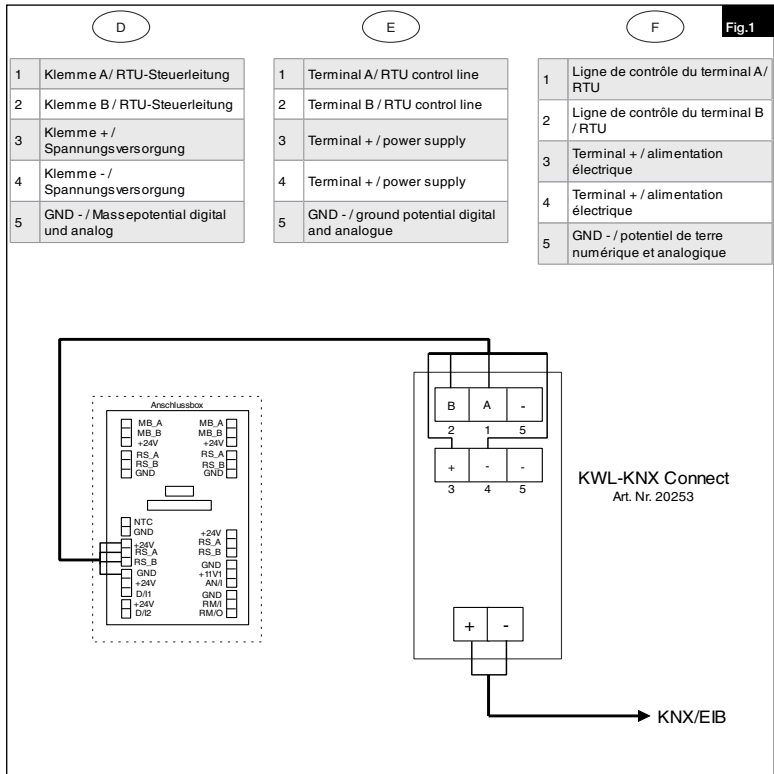 D
E
F
Fig.1
1 Klemme A/ RTU-Steuerleitung
2 Klemme B / RTU-Steuerleitung
3 Klemme + /
Spannungsversorgung
4 Klemme - /
Spannungsversorgung
5 GND - / Massepotential digital
und analog
1 Terminal A/ RTU control line
2 Terminal B / RTU control line
3 Terminal + / power supply
4 Terminal + / power supply
5 GND - / ground potential digital
and analogue
1 Ligne de contrôle du terminal A/
RTU
2 Ligne de contrôle du terminal B
/ RTU
3 Terminal + / alimentation
électrique
4 Terminal + / alimentation
électrique
5 GND - / potentiel de terre
numérique et analogique
Anschlussbox
MB_A
MB_B
+24V
RS_A
RS_B
GND
NTC
GND
+24V
RS_A
RS_B
GND
+24V
D/I1
+24V
D/I2
MB_A
MB_B
+24V
RS_A
RS_B
GND
+24V
RS_A
RS_B
GND
+11V1
AN/I
GND
RM/I
RM/O
B A -
2 1 5
+ - -
3 4 5
KWL-KNX Connect
Art. Nr. 20253
+ -
KNX/EIB